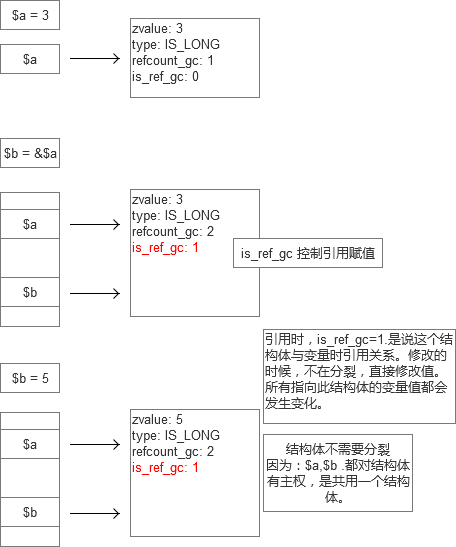 $a = 3
zvalue: 3
type: IS_LONG
refcount_gc: 1
is_ref_gc: 0
$a
$b = &$a
zvalue: 3
type: IS_LONG
refcount_gc: 2
is_ref_gc: 1
$a
is_ref_gc 控制引用赋值
$b
引用时，is_ref_gc=1.是说这个结
构体与变量时引用关系。修改的
时候，不在分裂，直接修改值。
所有指向此结构体的变量值都会
发生变化。
$b = 5
zvalue: 5
type: IS_LONG
refcount_gc: 2
is_ref_gc: 1
$a
结构体不需要分裂
因为：$a,$b .都对结构体
有主权，是共用一个结构
体。
$b